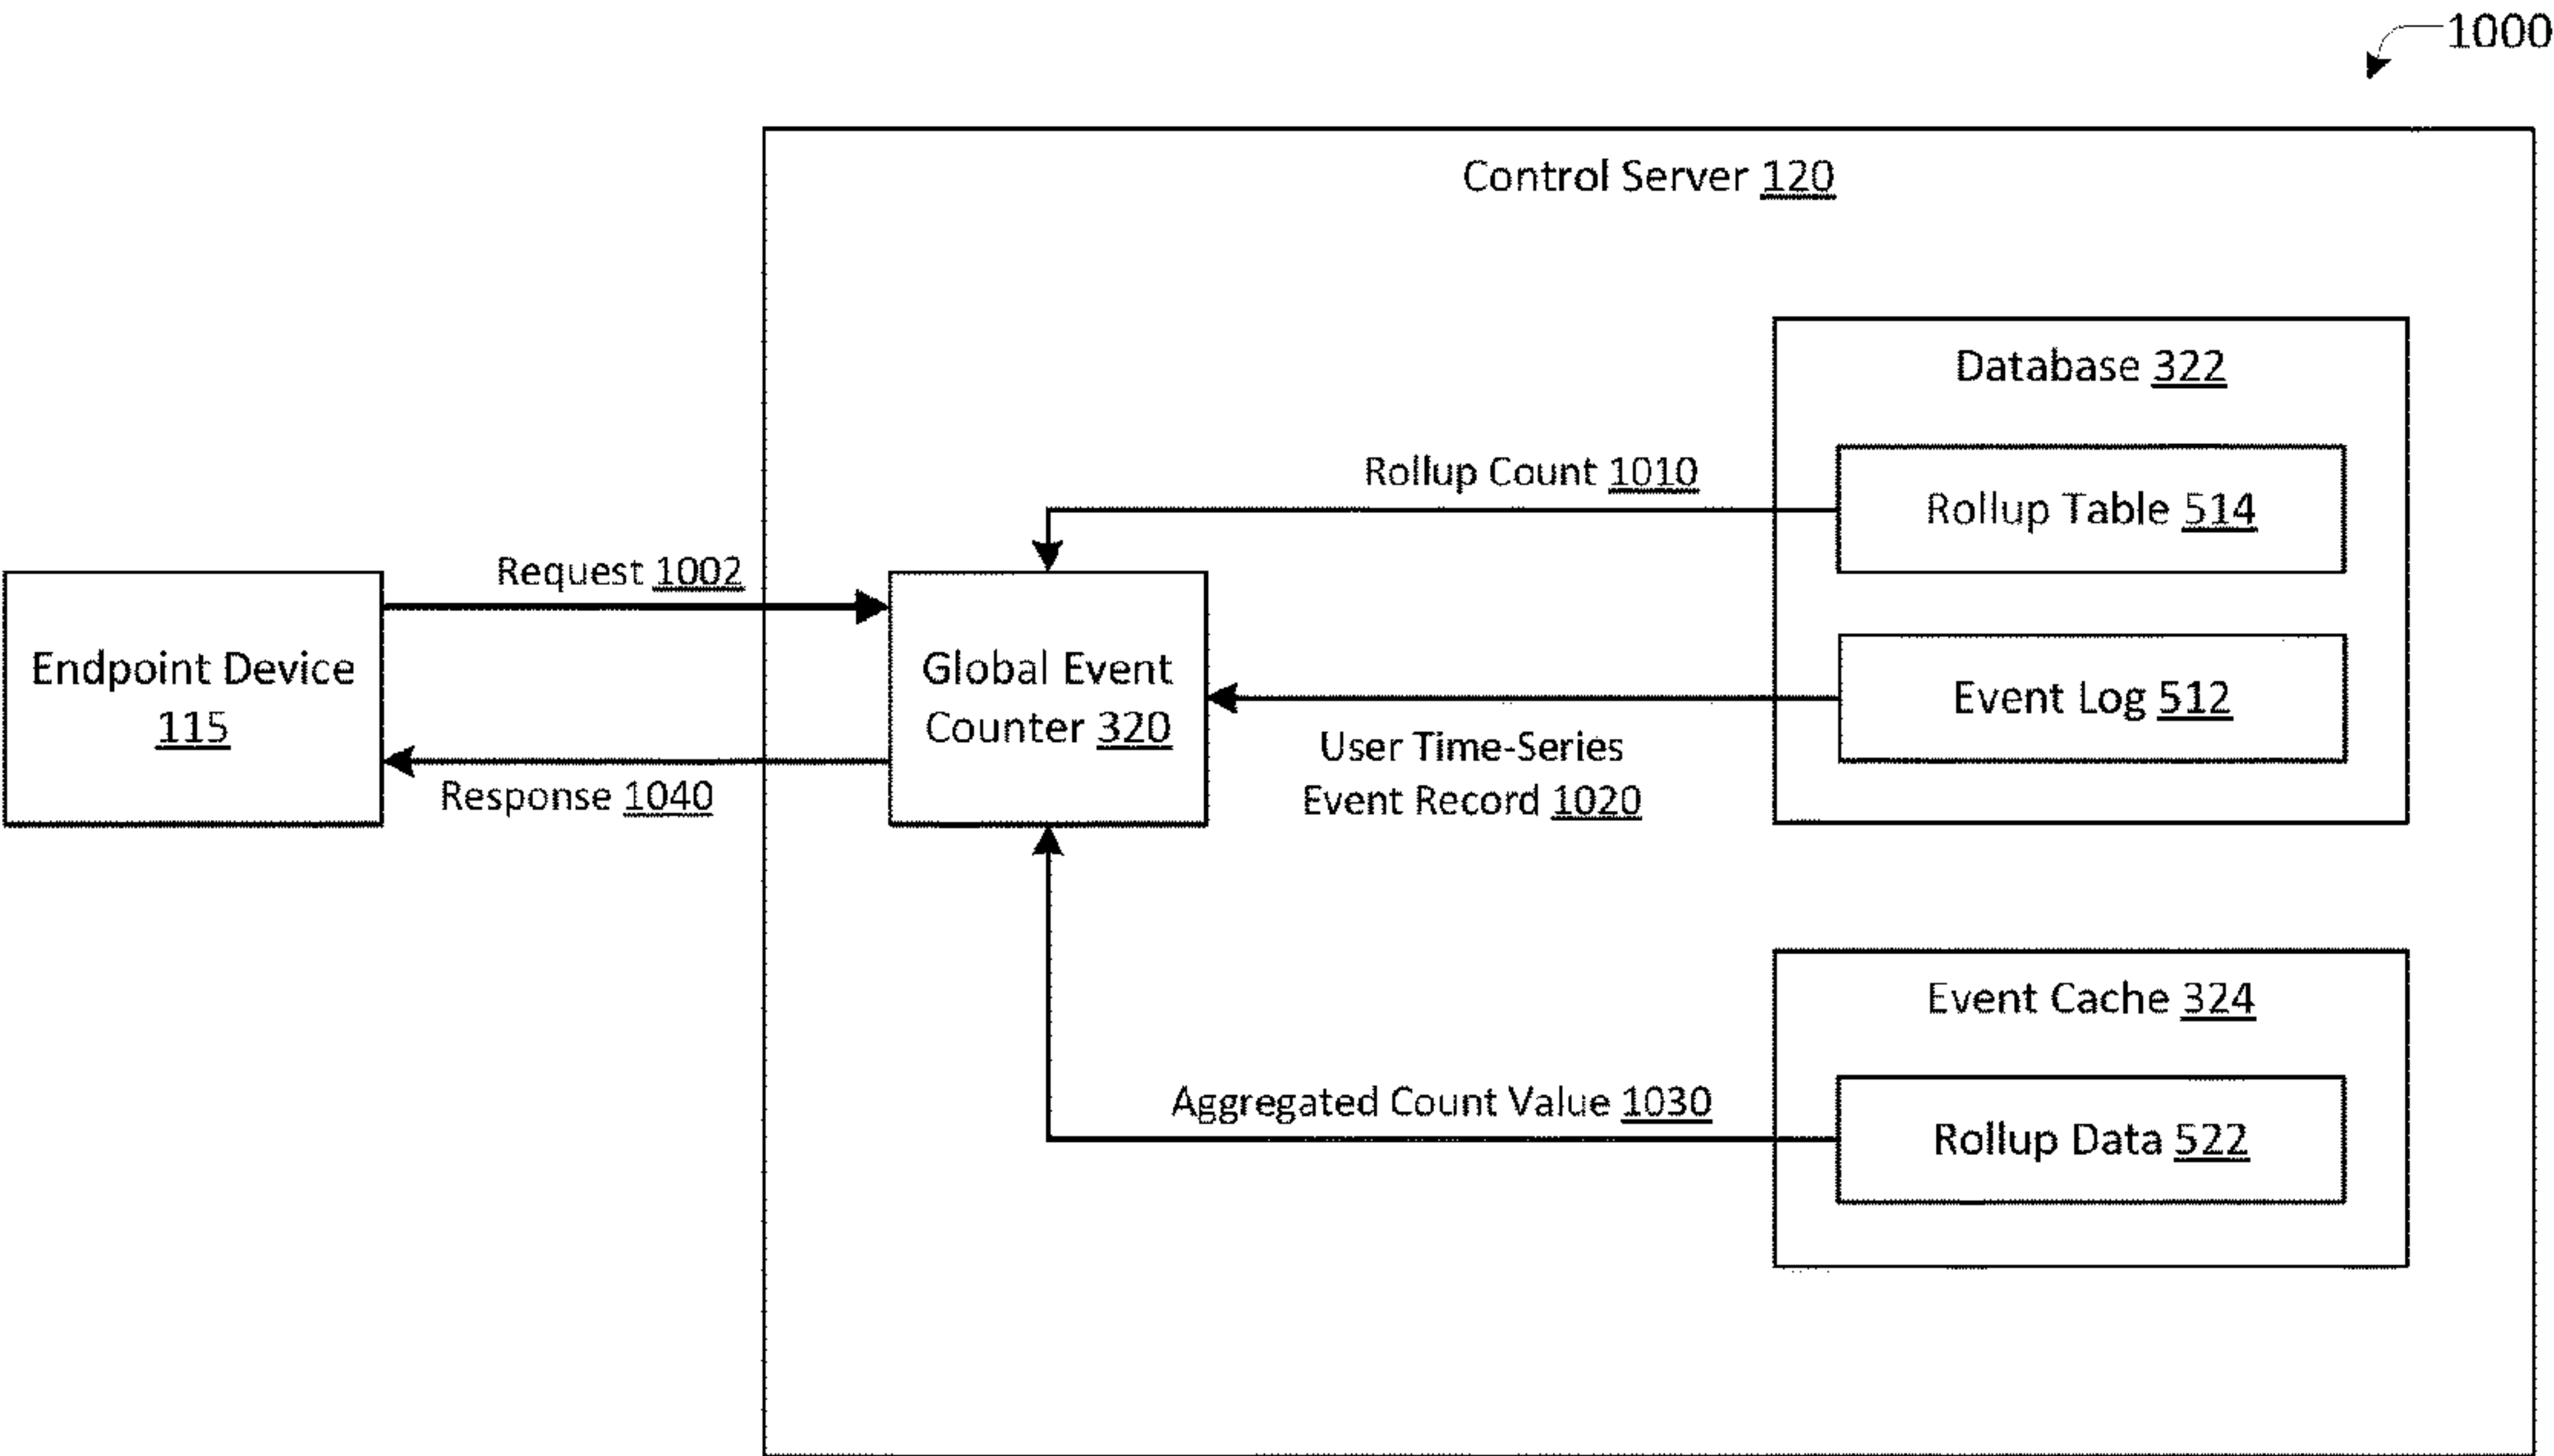 1000
Control Server 120
Database 322
Rollup Count 1010
Rollup Table 514
Request 1002
Endpoint Device
115
Global Event
Counter 320
Event Log 512
User Time-Series
Event Record 1020
Response 1040
Event Cache 324
Aggregated Count Value 1030
Rollup Data 522